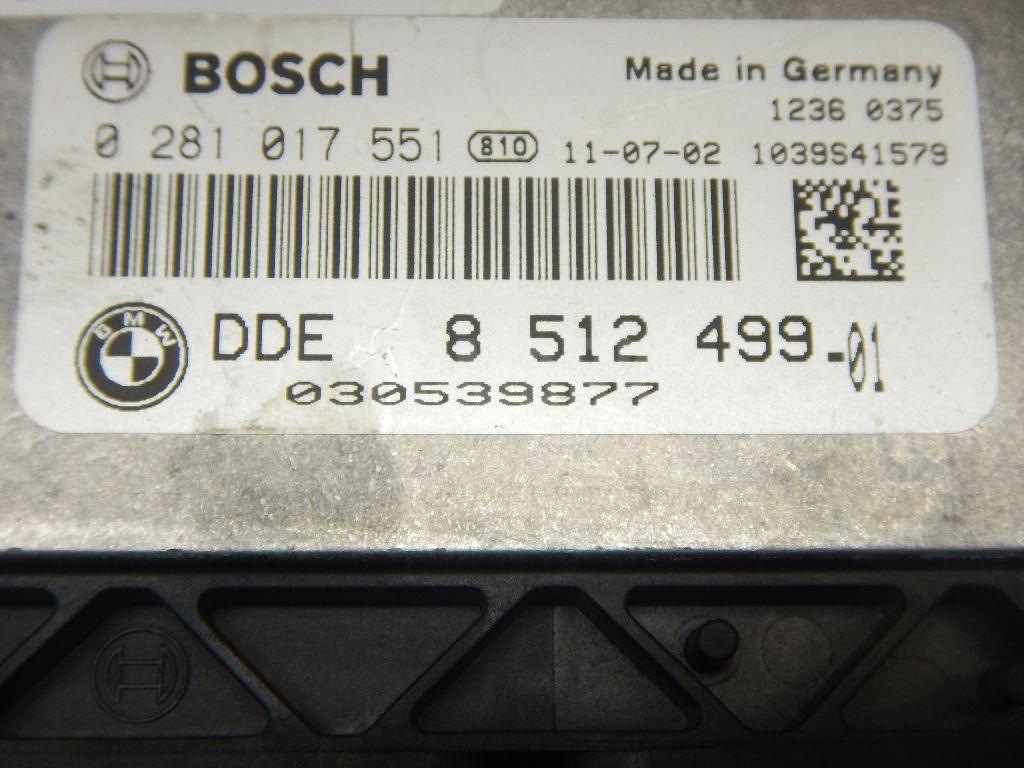 BOSCH
Made in Germany
1236 0375
0 281 017 551 810 11-07-02 1039S41579
BMW
DDE 8 512 499.-01
030539877